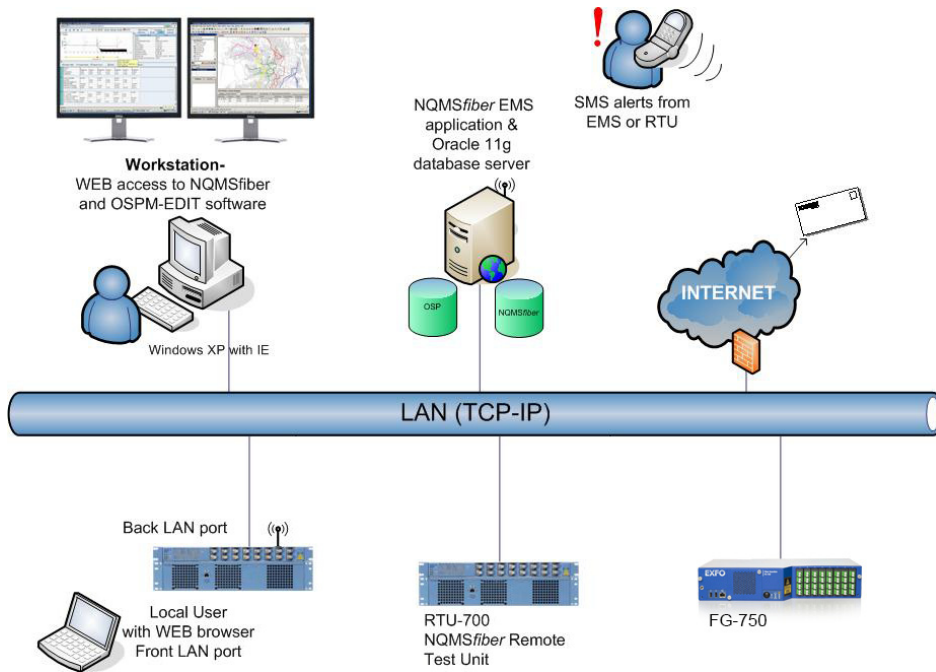 Workstation-
WEB access to NQMSfiber
and OSPM-EDIT software
Windows XP with IE
NQMSfiber EMS
application &
Oracle 11g
database server
OSP
NQMSfiber
!
SMS alerts from
EMS or RTU
INTERNET
LAN (TCP-IP)
Back LAN port
Local User
with WEB browser
Front LAN port
RTU-700
NQMSfiber Remote
Test Unit
EXFO
FG-750